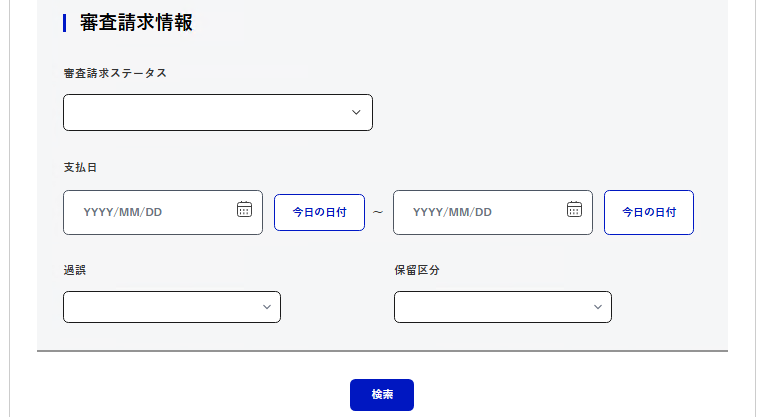 審査請求情報
審査請求ステータス
支払日
YYYY/MM/DD 今日の日付 ～ YYYY/MM/DD 今日の日付
過誤 保留区分
検索